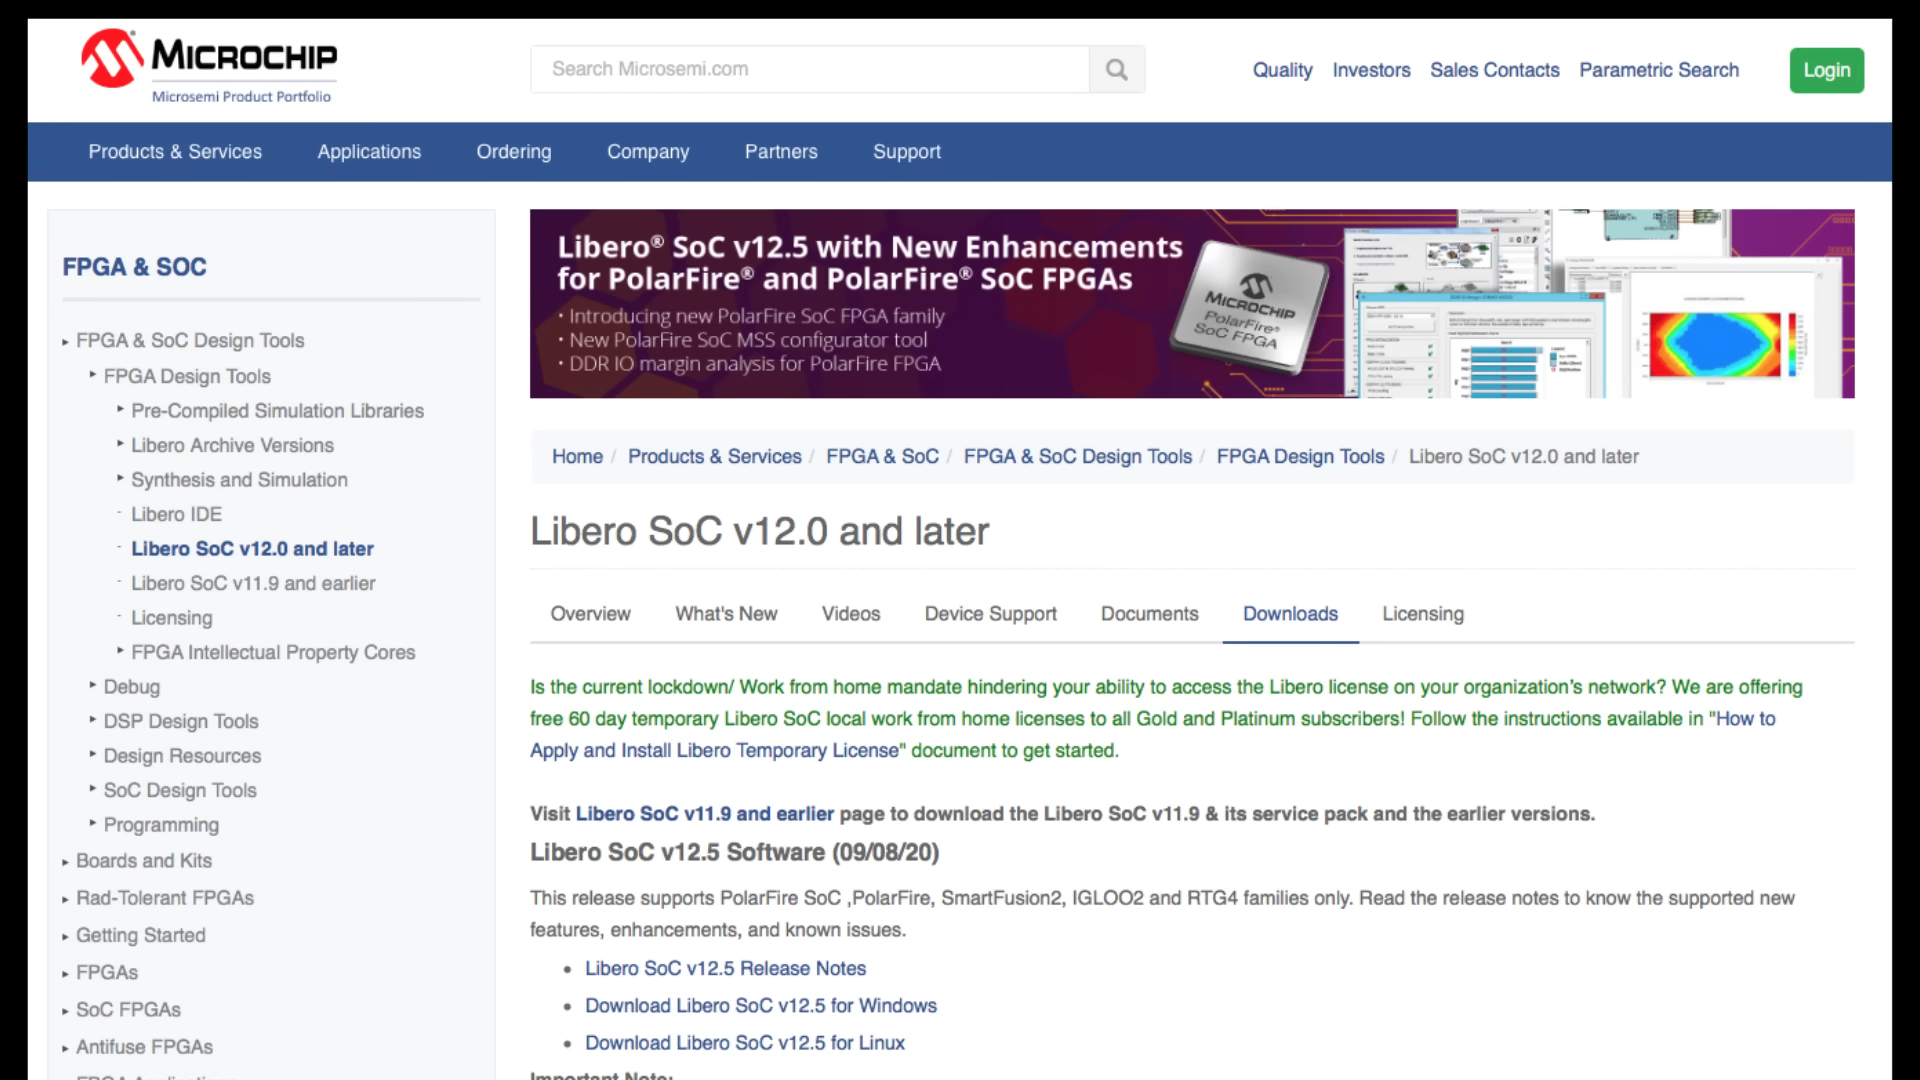 MICROCHIP
Microsemi Product Portfolio
Search Microsemi.com
Quality Investors Sales Contacts Parametric Search Login
Products & Services Applications Ordering Company Partners Support
FPGA & SOC
FPGA & SoC Design Tools
FPGA Design Tools
Pre-Compiled Simulation Libraries
Libero Archive Versions
Synthesis and Simulation
Libero IDE
Libero SoC v12.0 and later
Libero SoC v11.9 and earlier
Licensing
FPGA Intellectual Property Cores
Debug
DSP Design Tools
Design Resources
SoC Design Tools
Programming
Boards and Kits
Rad-Tolerant FPGAs
Getting Started
FPGAs
SoC FPGAs
Antifuse FPGAs
Libero® SoC v12.5 with New Enhancements
for PolarFire® and PolarFire® SoC FPGAs
• Introducing new PolarFire SoC FPGA family
• New PolarFire SoC MSS configurator tool
• DDR IO margin analysis for PolarFire FPGA
MICROCHIP
PolarFire®
SoC FPGA
Home / Products & Services / FPGA & SoC / FPGA & SoC Design Tools / FPGA Design Tools / Libero SoC v12.0 and later
Libero SoC v12.0 and later
Overview What's New Videos Device Support Documents Downloads Licensing
Is the current lockdown/ Work from home mandate hindering your ability to access the Libero license on your organization’s network? We are offering
free 60 day temporary Libero SoC local work from home licenses to all Gold and Platinum subscribers! Follow the instructions available in "How to
Apply and Install Libero Temporary License" document to get started.
Visit Libero SoC v11.9 and earlier page to download the Libero SoC v11.9 & its service pack and the earlier versions.
Libero SoC v12.5 Software (09/08/20)
This release supports PolarFire SoC ,PolarFire, SmartFusion2, IGLOO2 and RTG4 families only. Read the release notes to know the supported new
features, enhancements, and known issues.
• Libero SoC v12.5 Release Notes
• Download Libero SoC v12.5 for Windows
• Download Libero SoC v12.5 for Linux
Important Note: